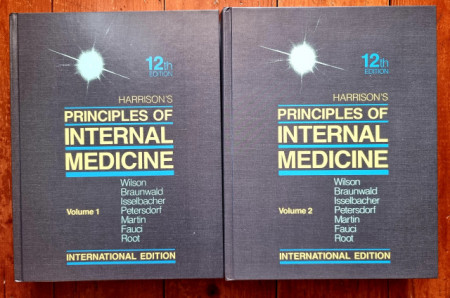 12th
EDITION
HARRISON'S
PRINCIPLES OF
INTERNAL
MEDICINE
Wilson
Braunwald
Isselbacher
Petersdorf
Martin
Fauci
Root
Volume 1
INTERNATIONAL EDITION
12th
EDITION
HARRISON'S
PRINCIPLES OF
INTERNAL
MEDICINE
Wilson
Braunwald
Isselbacher
Petersdorf
Martin
Fauci
Root
Volume 2
INTERNATIONAL EDITION